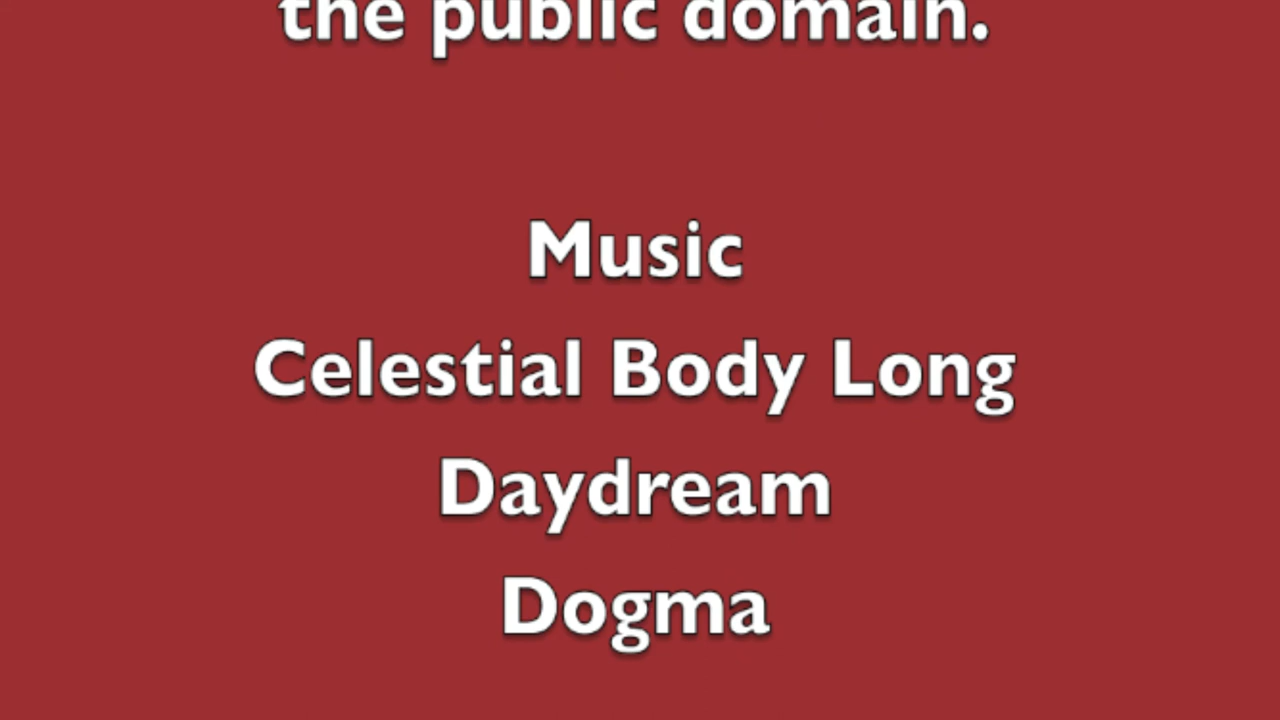 the public domain.
Music
Celestial Body Long
Daydream
Dogma